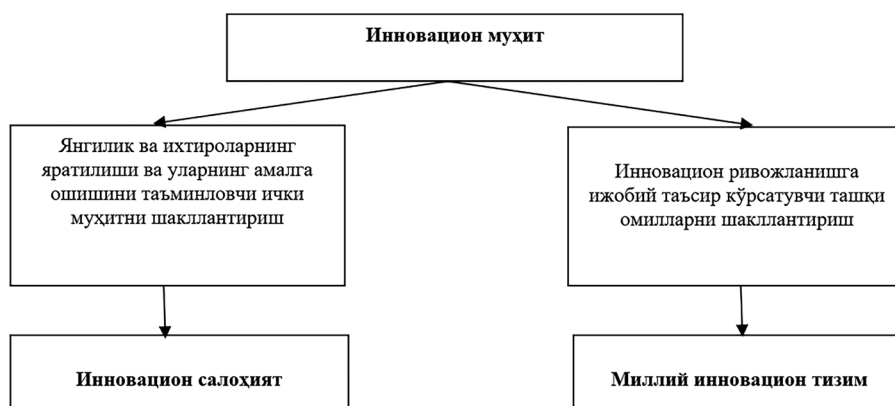 Инновацион муҳит
Янгилик ва ихтироларнинг
яратилиши ва уларнинг амалга
ошишини таъминловчи ички
муҳитни шакллантириш
Инновацион ривожланишга
ижобий таъсир кўрсатувчи ташқи
омилларни шакллантириш
Инновацион салоҳият
Миллий инновацион тизим